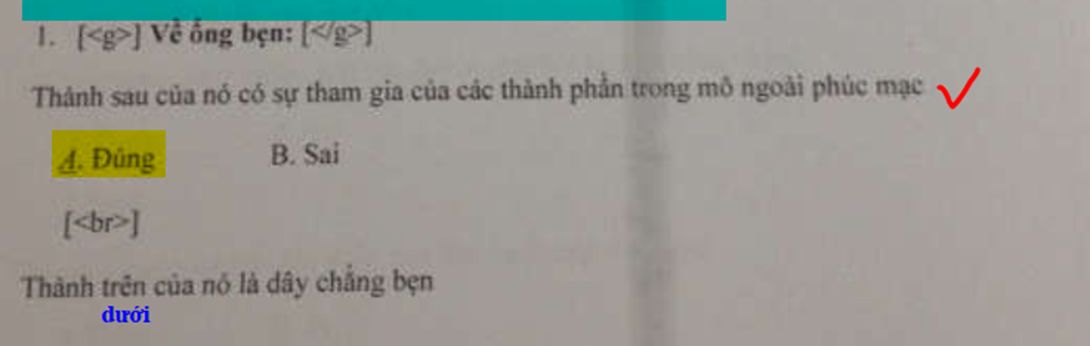 1. [<g>] Về ống bẹn: [</g>]
Thành sau của nó có sự tham gia của các thành phần trong mô ngoài phúc mạc
A. Đúng B. Sai
[<br>]
Thành trên của nó là dây chằng bẹn
dưới